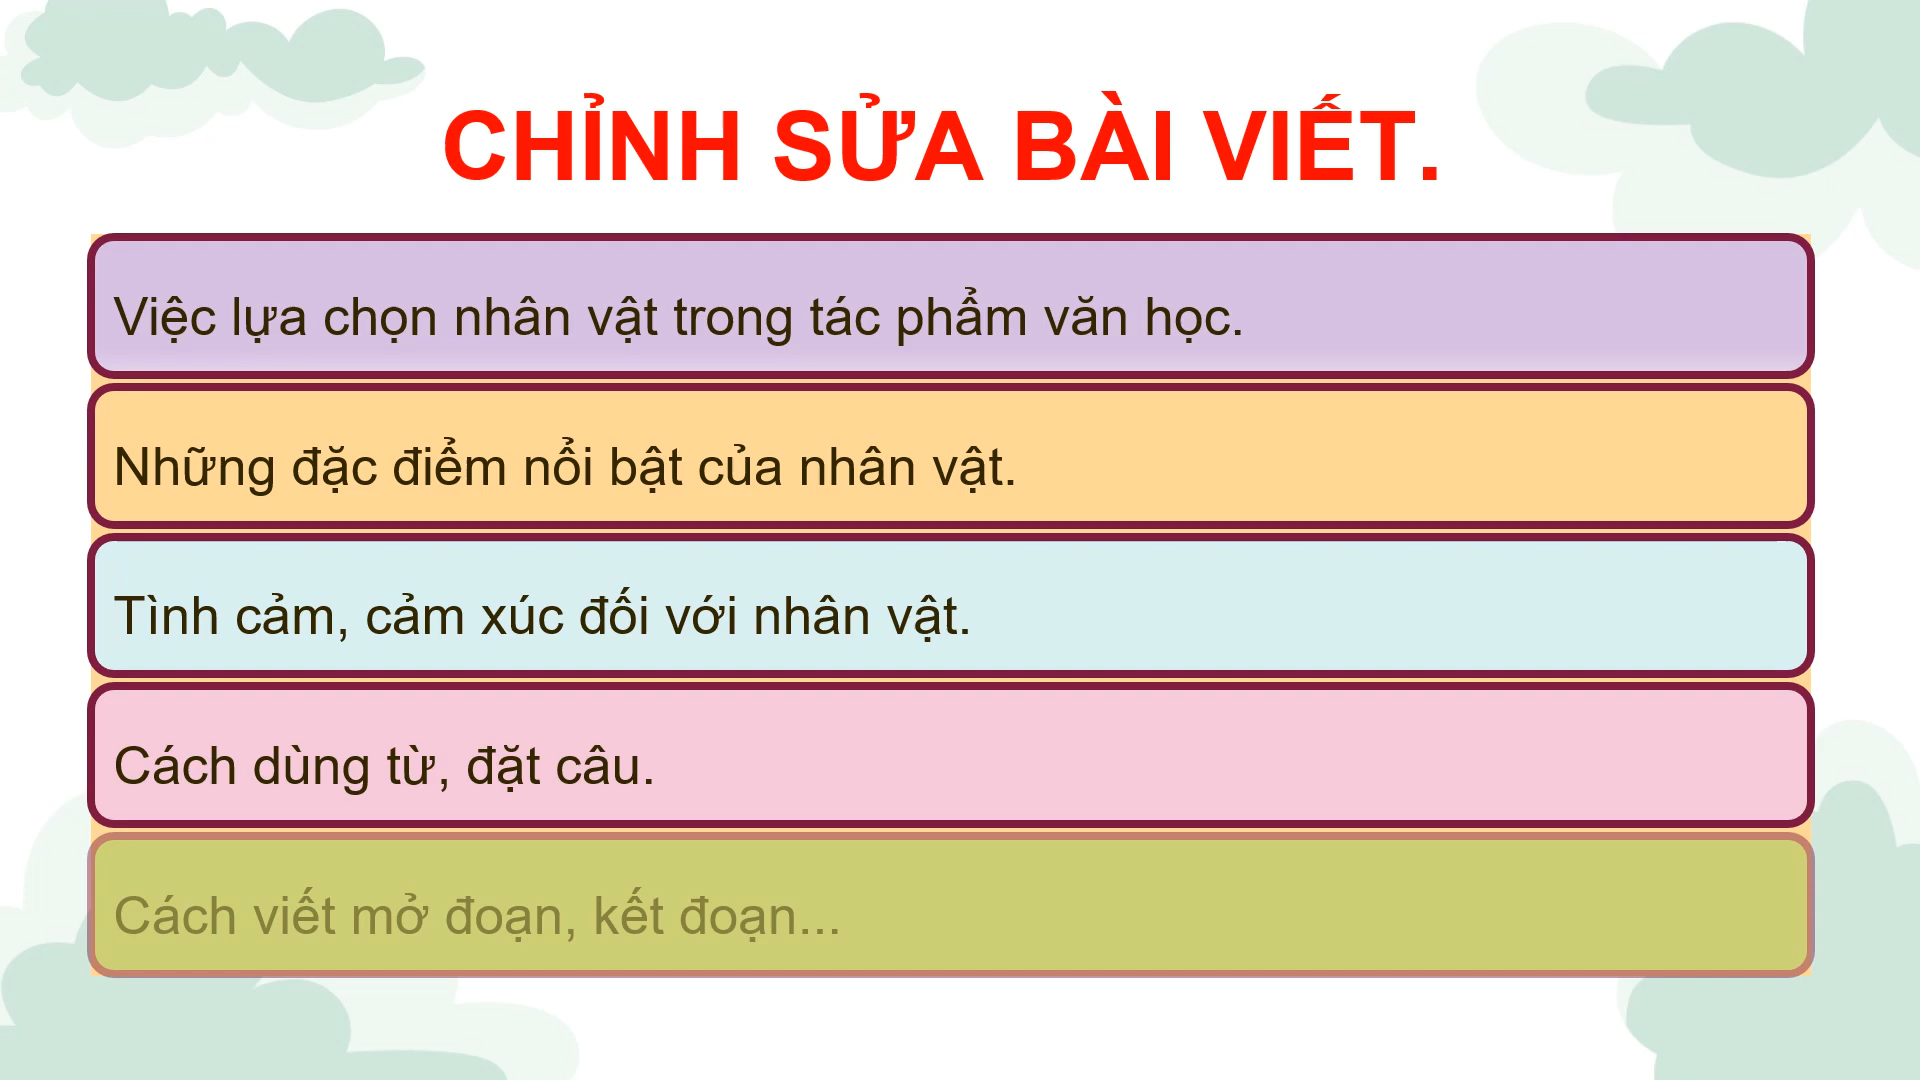 CHỈNH SỬA BÀI VIẾT.
Việc lựa chọn nhân vật trong tác phẩm văn học.
Những đặc điểm nổi bật của nhân vật.
Tình cảm, cảm xúc đối với nhân vật.
Cách dùng từ, đặt câu.
Cách viết mở đoạn, kết đoạn...